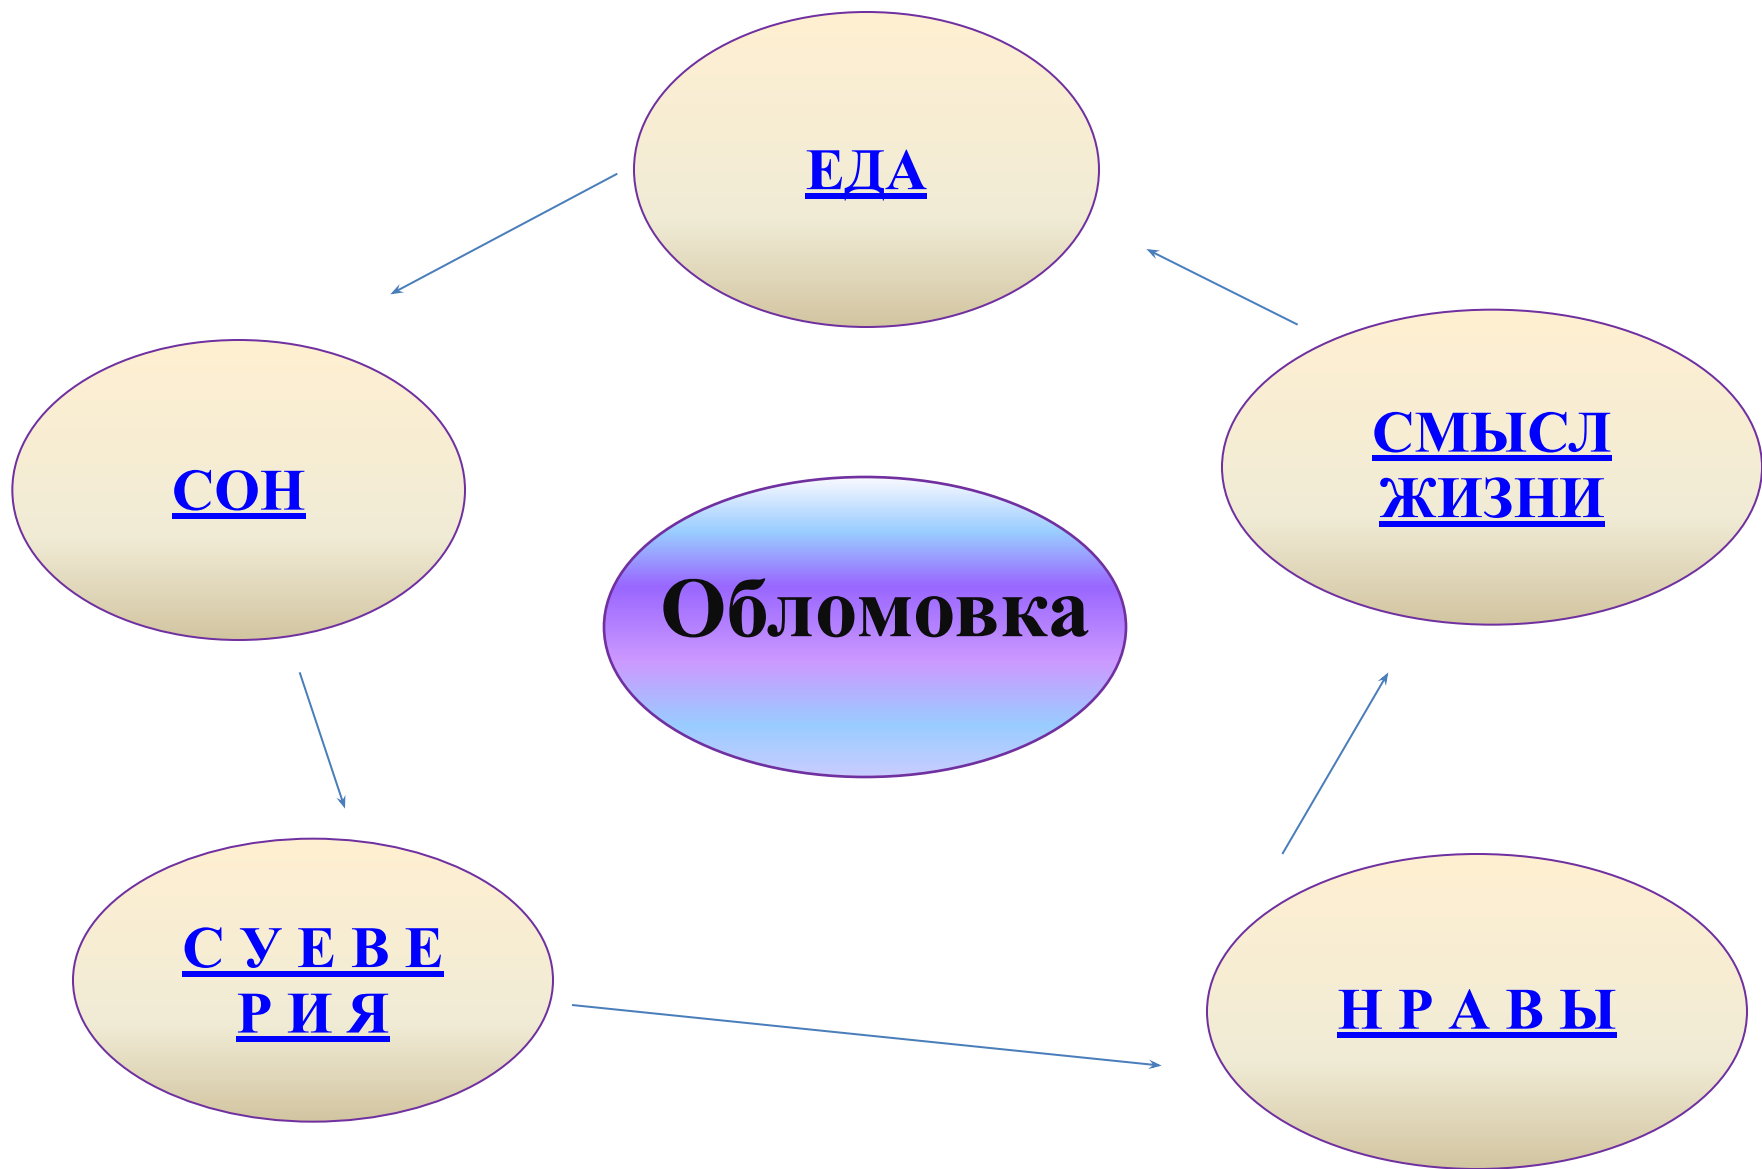 ЕДА
СОН
СМЫСЛ
ЖИЗНИ
Обломовка
С У Е В Е
Р И Я
Н Р А В Ы